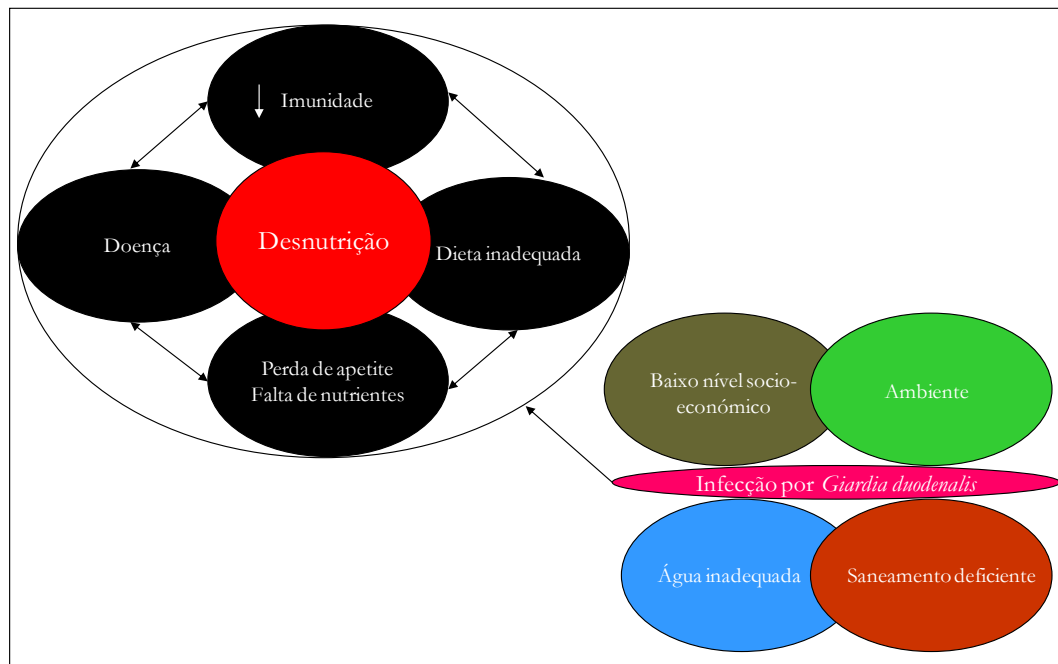 ↓ Imunidade
Doença
Desnutrição
Dieta inadequada
Perda de apetite
Falta de nutrientes
Baixo nível socio-
económico
Ambiente
Infecção por Giardia duodenalis
Água inadequada
Saneamento deficiente